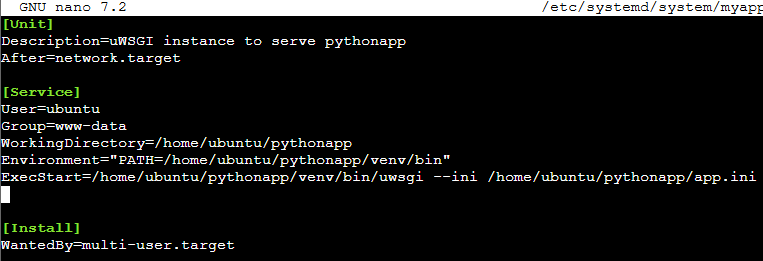 GNU nano 7.2 /etc/systemd/system/myapp
[Unit]
Description=uWSGI instance to serve pythonapp
After=network.target
[Service]
User=ubuntu
Group=www-data
WorkingDirectory=/home/ubuntu/pythonapp
Environment="PATH=/home/ubuntu/pythonapp/venv/bin"
ExecStart=/home/ubuntu/pythonapp/venv/bin/uwsgi --ini /home/ubuntu/pythonapp/app.ini
[Install]
WantedBy=multi-user.target